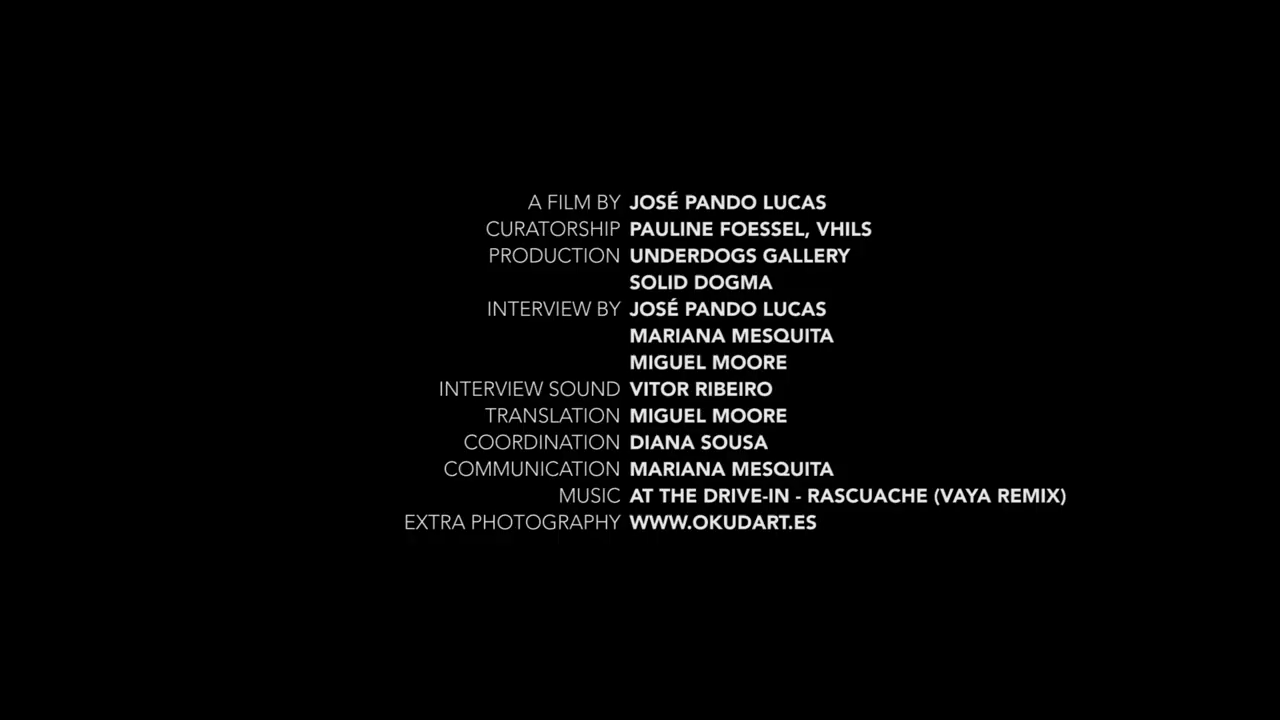 A FILM BY JOSÉ PANDO LUCAS
CURATORSHIP PAULINE FOESSEL, VHILS
PRODUCTION UNDERDOGS GALLERY
SOLID DOGMA
INTERVIEW BY JOSÉ PANDO LUCAS
MARIANA MESQUITA
MIGUEL MOORE
INTERVIEW SOUND VITOR RIBEIRO
TRANSLATION MIGUEL MOORE
COORDINATION DIANA SOUSA
COMMUNICATION MARIANA MESQUITA
MUSIC AT THE DRIVE-IN - RASCUACHE (VAYA REMIX)
EXTRA PHOTOGRAPHY WWW.OKUDART.ES